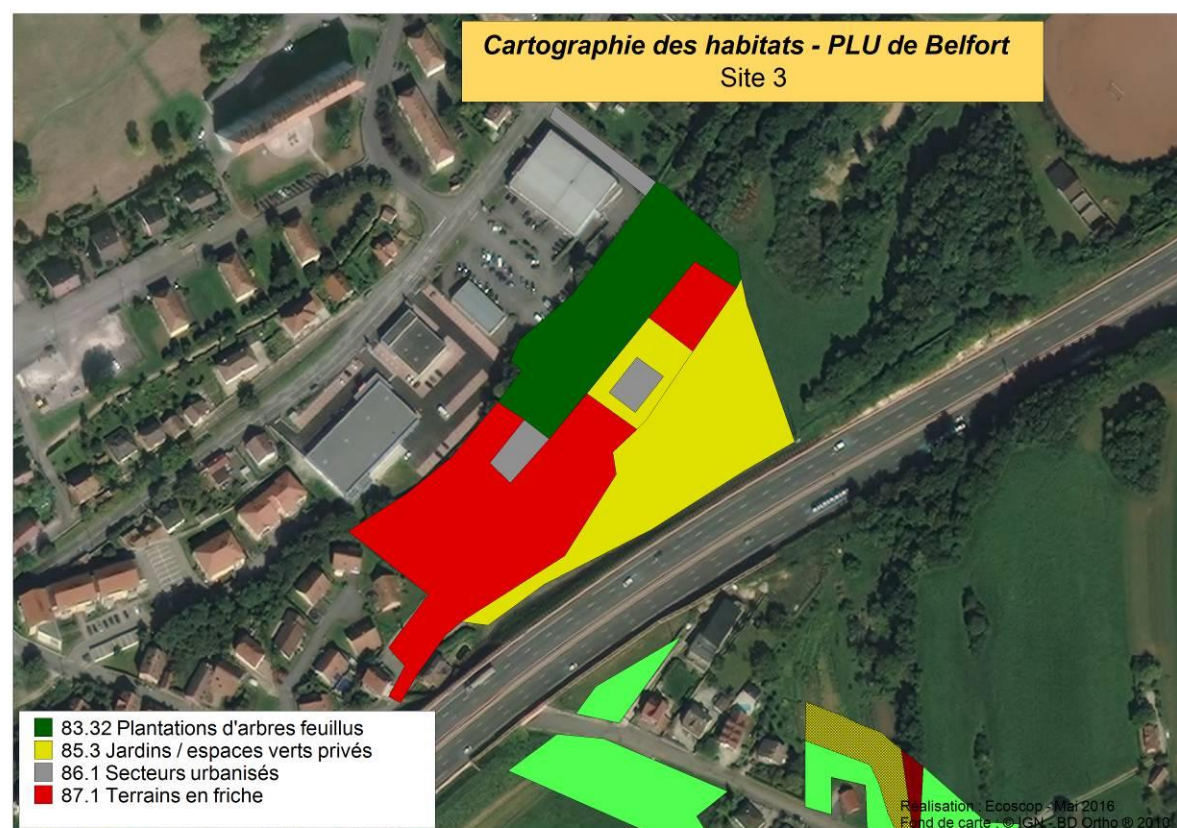 Cartographie des habitats - PLU de Belfort
Site 3
83.32 Plantations d'arbres feuillus
85.3 Jardins / espaces verts privés
86.1 Secteurs urbanisés
87.1 Terrains en friche
Réalisation : Ecoscop - Mai 2016
Fond de carte : © IGN - BD Ortho ® 2010